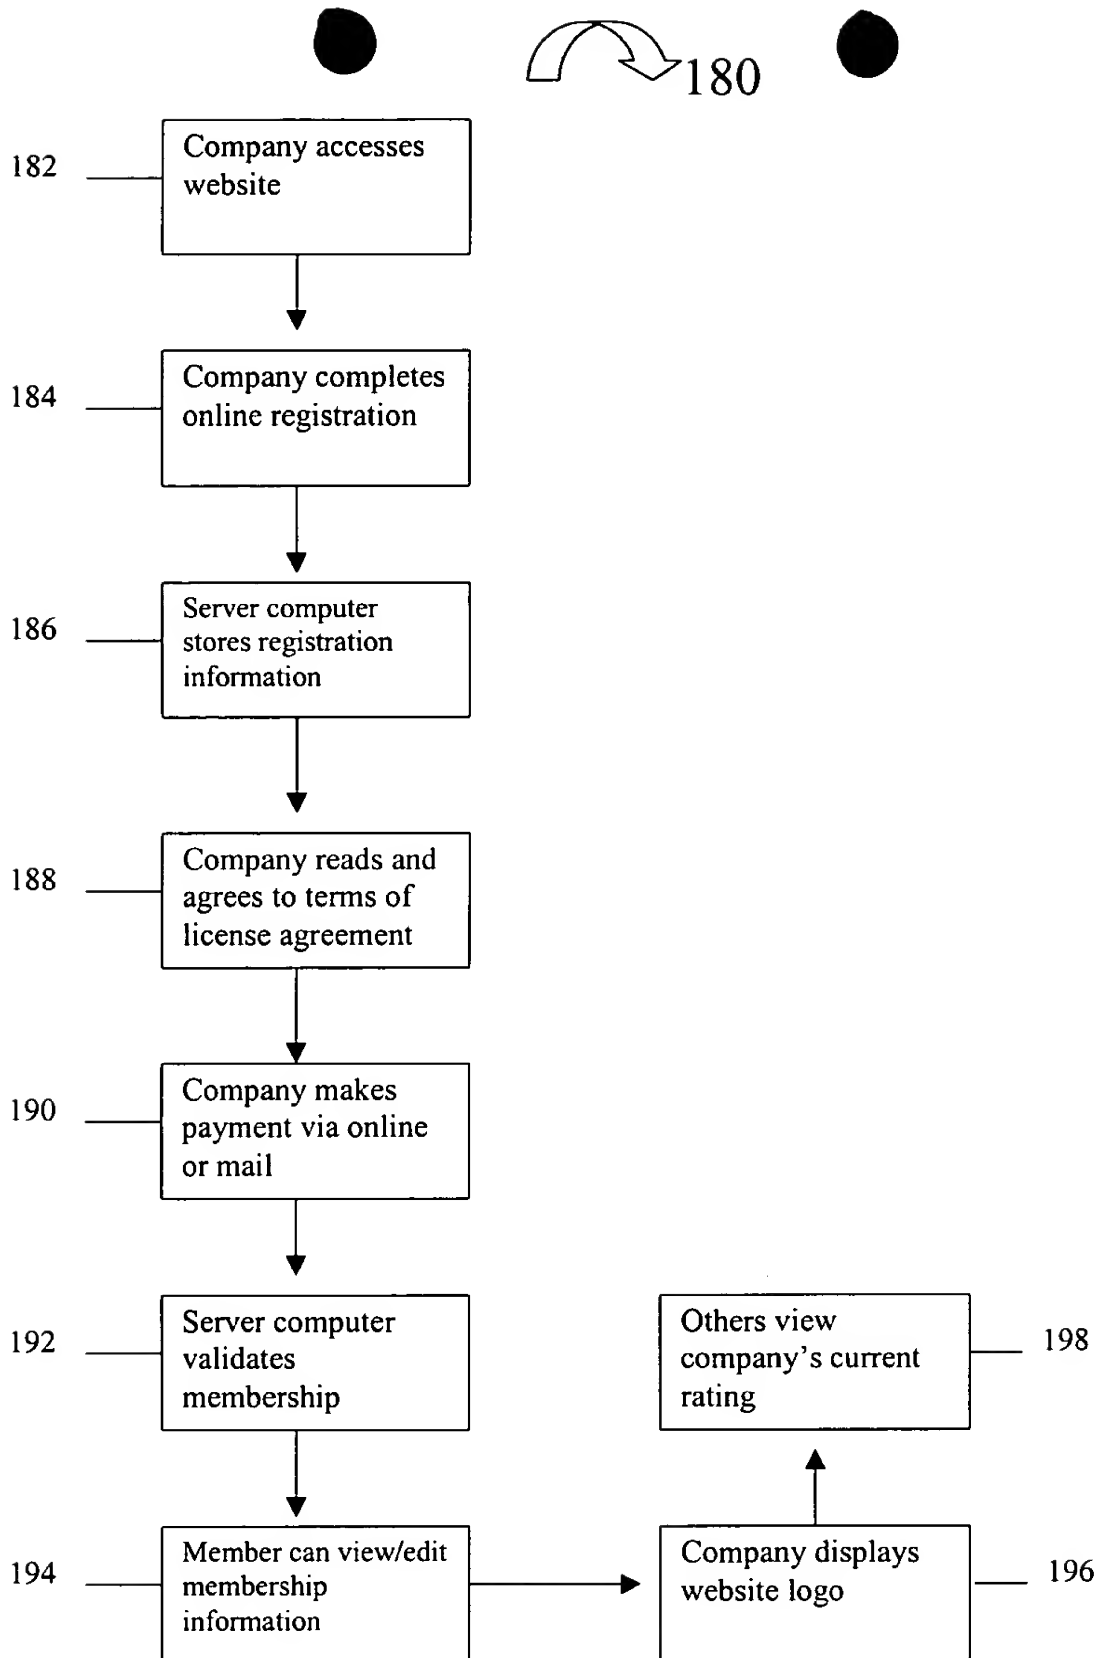 180
182
Company accesses
website
184
Company completes
online registration
186
Server computer
stores registration
information
188
Company reads and
agrees to terms of
license agreement
190
Company makes
payment via online
or mail
192
Server computer
validates
membership
194
Member can view/edit
membership
information
Company displays
website logo
196
Others view
company's current
rating
198